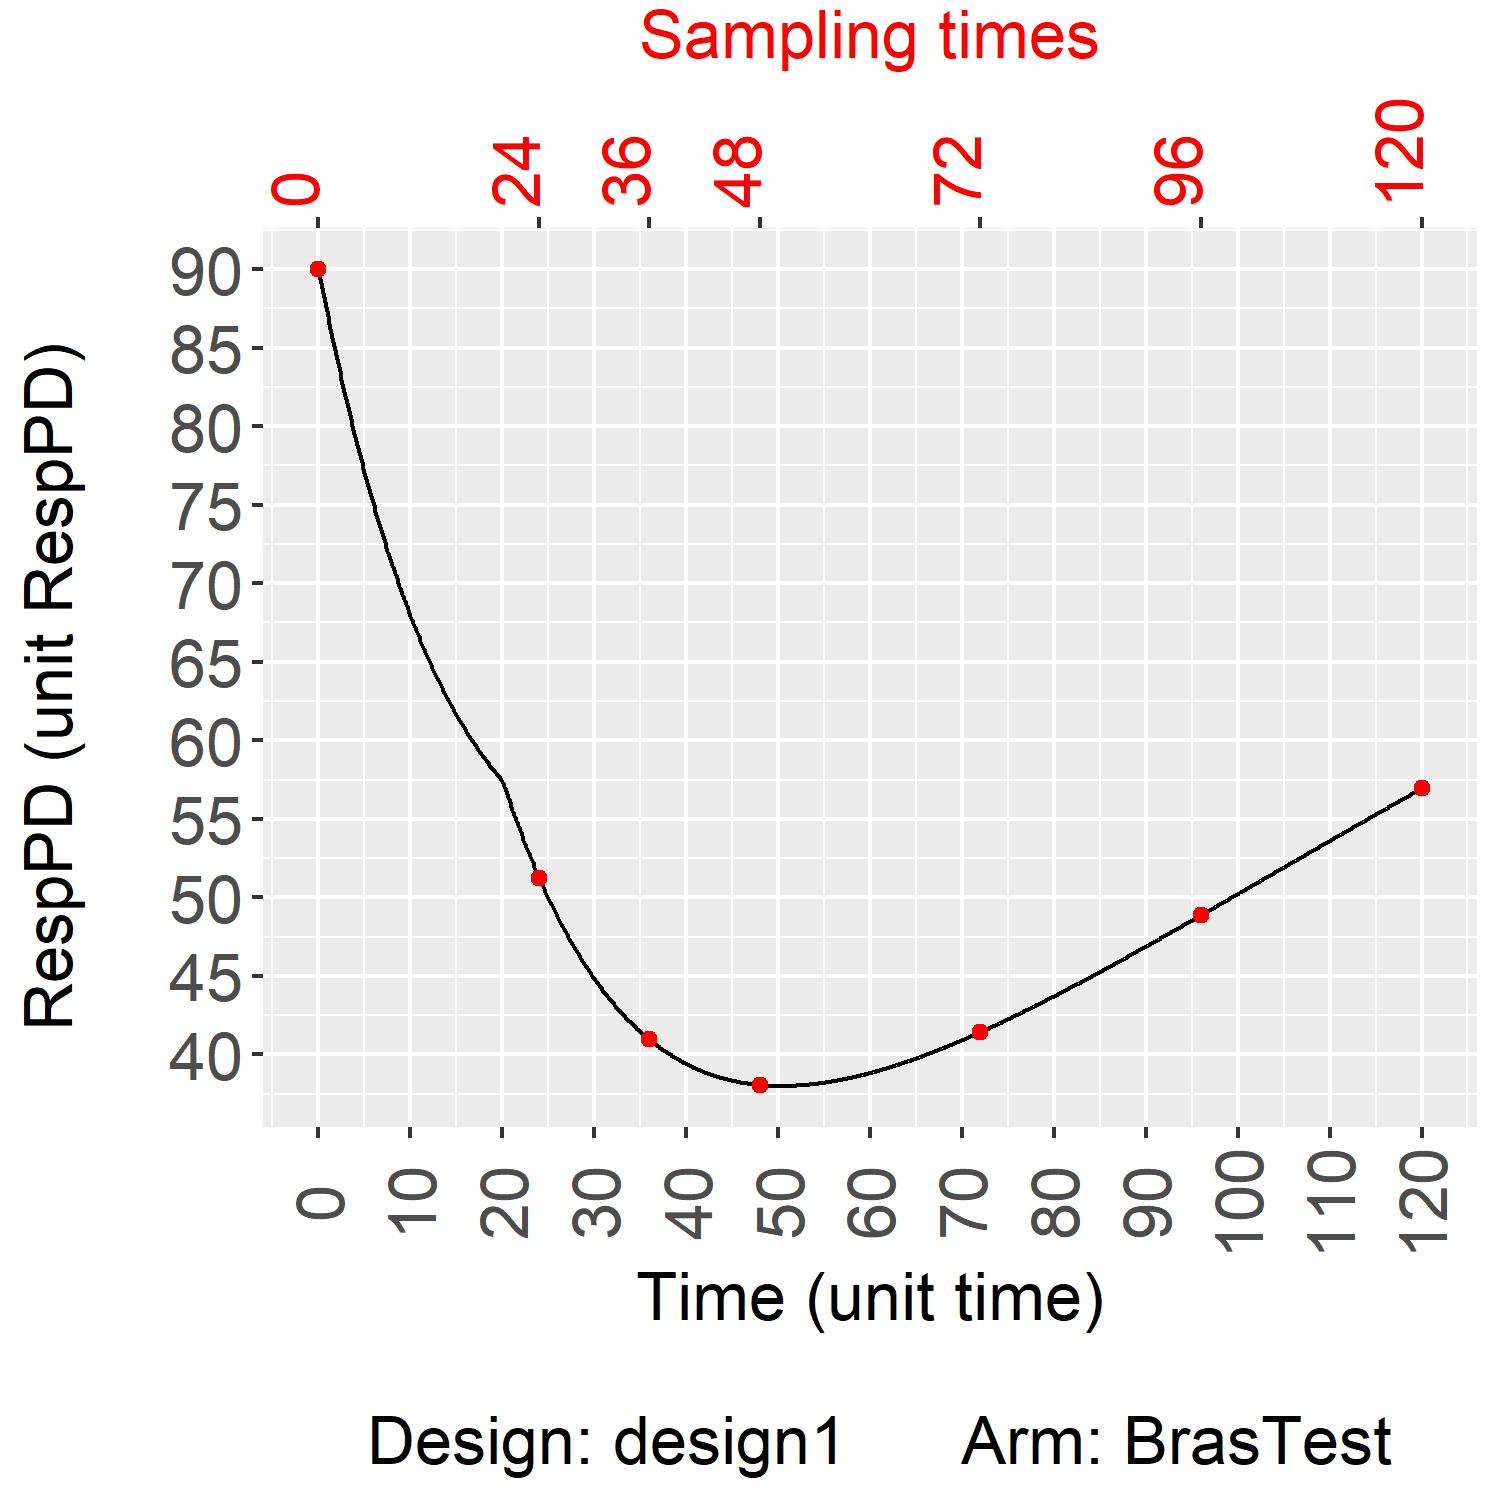 Sampling times
0 24 36 48 72 96 120
90
85
80
75
70
65
60
55
50
45
40
RespPD (unit RespPD)
0 10 20 30 40 50 60 70 80 90 100 110 120
Time (unit time)
Design: design1 Arm: BrasTest